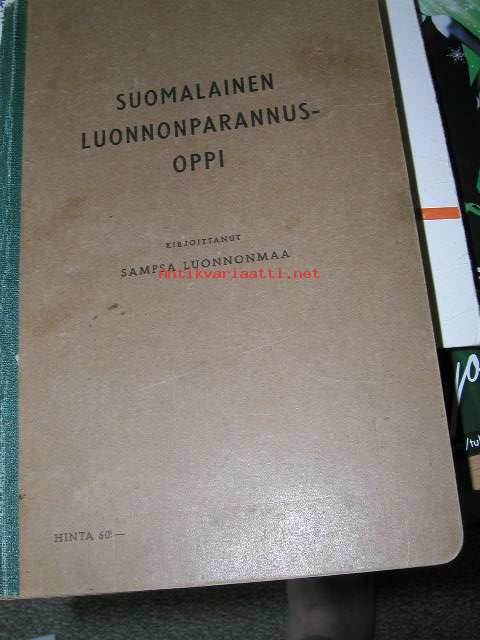 SUOMALAINEN
LUONNONPARANNUS-
OPPI
KIRJOITTANUT
SAMPSA LUONNONMAA
antikvariaatti.net
HINTA 60:—